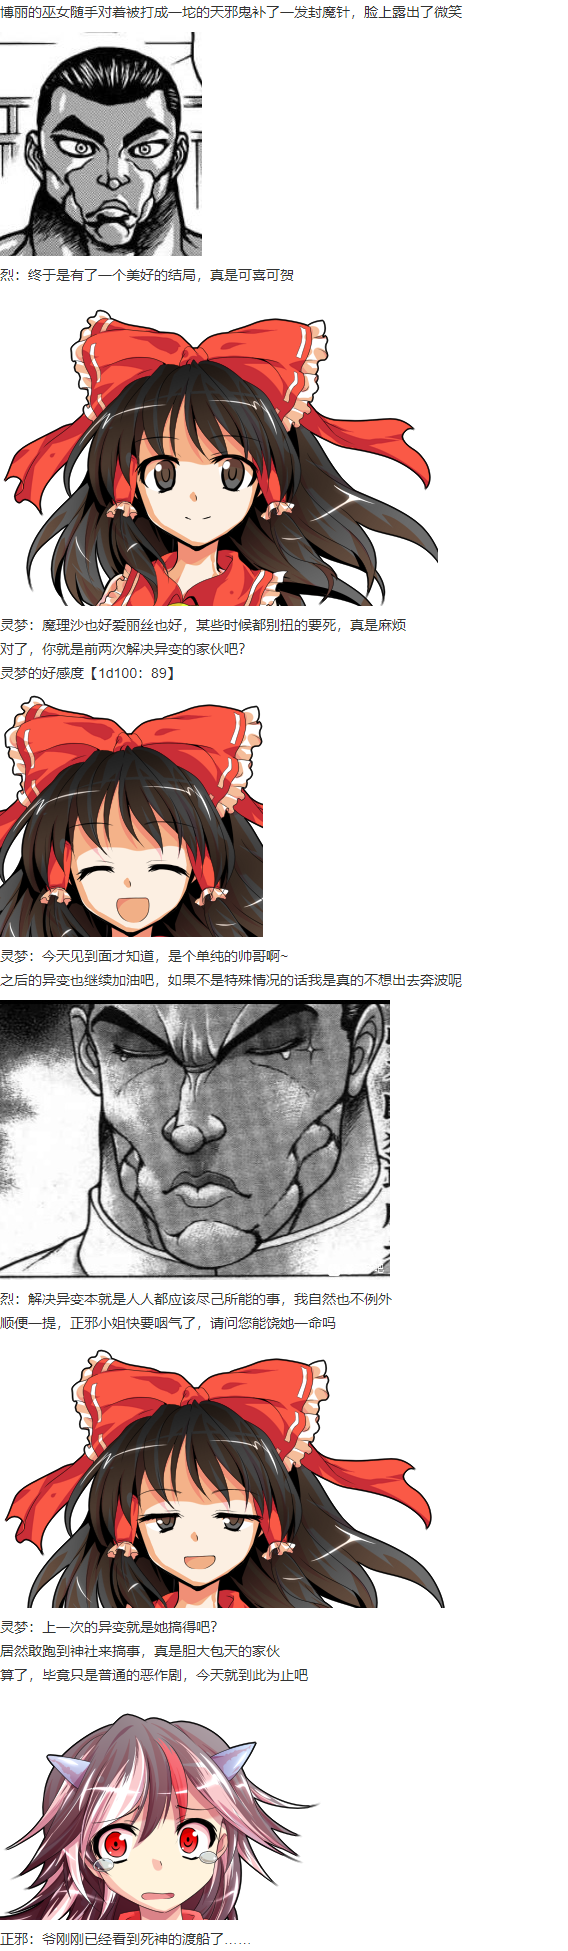 博丽的巫女随手对着被打成一坨的天邪鬼补了一发封魔针，脸上露出了微笑
烈：终于是有了一个美好的结局，真是可喜可贺
灵梦：魔理沙也好爱丽丝也好，某些时候都别扭的要死，真是麻烦
对了，你就是前两次解决异变的家伙吧？
灵梦的好感度【1d100：89】
灵梦：今天见到面才知道，是个单纯的帅哥啊~
之后的异变也继续加油吧，如果不是特殊情况的话我是真的不想出去奔波呢
烈：解决异变本就是人人都应该尽己所能的事，我自然也不例外
顺便一提，正邪小姐快要咽气了，请问您能饶她一命吗
灵梦：上一次的异变就是她搞得吧？
居然敢跑到神社来搞事，真是胆大包天的家伙
算了，毕竟只是普通的恶作剧，今天就到此为止吧
正邪：爷刚刚已经看到死神的渡船了……